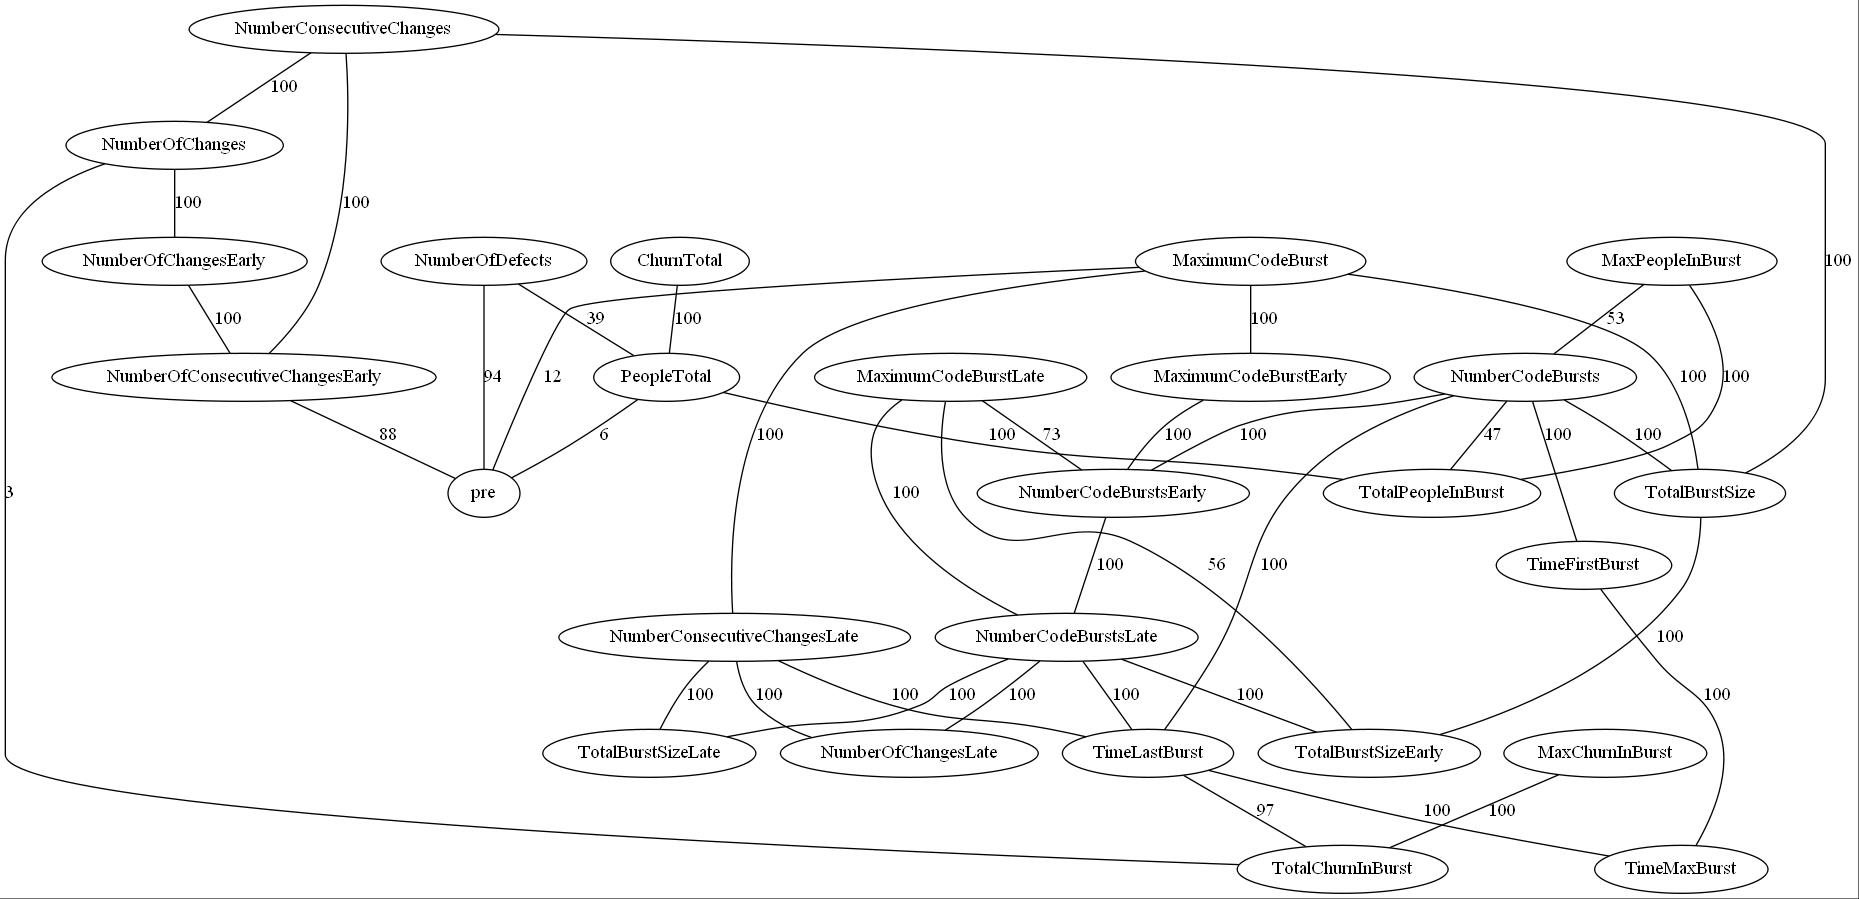 NumberConsecutiveChanges
100
NumberOfChanges
100
100
100
NumberOfChangesEarly
NumberOfDefects
ChurnTotal
MaximumCodeBurst
MaxPeopleInBurst
100
39
100
100
53
NumberOfConsecutiveChangesEarly
94
12
PeopleTotal
MaximumCodeBurstLate
MaximumCodeBurstEarly
NumberCodeBursts
100
100
88
6
100
100
73
100
100
47
100
100
3
pre
100
NumberCodeBurstsEarly
TotalPeopleInBurst
TotalBurstSize
100
56
100
TimeFirstBurst
NumberConsecutiveChangesLate
NumberCodeBurstsLate
100
100
100
100
100
100
100
100
100
TotalBurstSizeLate
NumberOfChangesLate
TimeLastBurst
TotalBurstSizeEarly
MaxChurnInBurst
97
100
100
TotalChurnInBurst
TimeMaxBurst